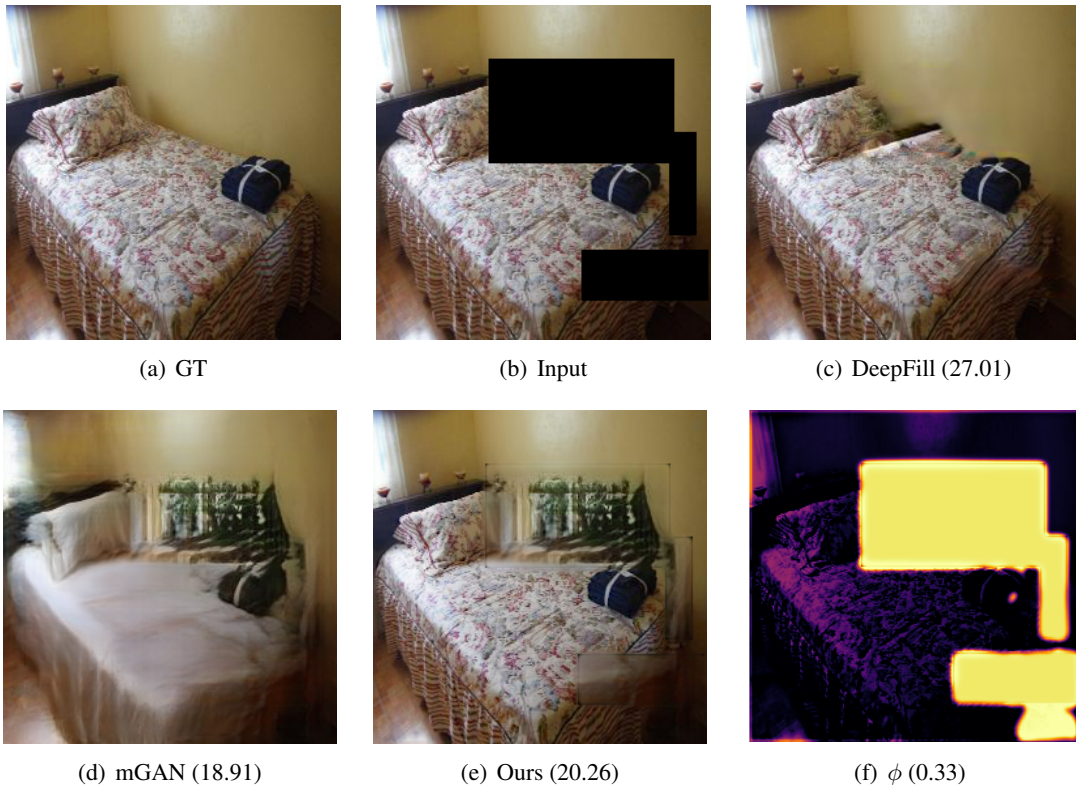 (a) GT
(b) Input
(c) DeepFill (27.01)
(d) mGAN (18.91)
(e) Ours (20.26)
(f) ϕ (0.33)